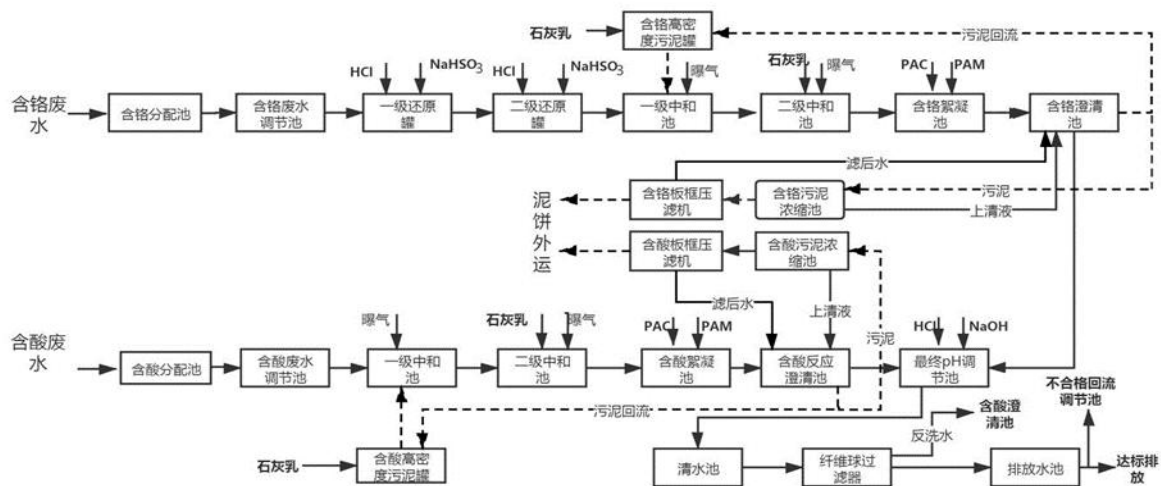 石灰乳
含铬高密
度污泥罐
污泥回流
HCl
NaHSO3
HCl
NaHSO3
曝气
石灰乳
曝气
PAC
PAM
含铬废
水
含铬分配池
含铬废水
调节池
一级还原
罐
二级还原
罐
一级中和
池
二级中和
池
含铬絮凝
池
含铬澄清
池
滤后水
泥
饼
外
运
含铬板框压
滤机
含铬污泥
浓缩池
污泥
上清液
含酸板框压
滤机
含酸污泥浓
缩池
滤后水
上清液
污泥
含酸废
水
曝气
石灰乳
曝气
PAC
PAM
HCl
NaOH
含酸分配池
含酸废水
调节池
一级中和
池
二级中和
池
含酸絮凝
池
含酸反应
澄清池
最终pH调
节池
不合格回流
调节池
污泥回流
反洗水
含酸澄
清池
石灰乳
含酸高密
度污泥罐
清水池
纤维球过
滤器
排放水池
达标排
放